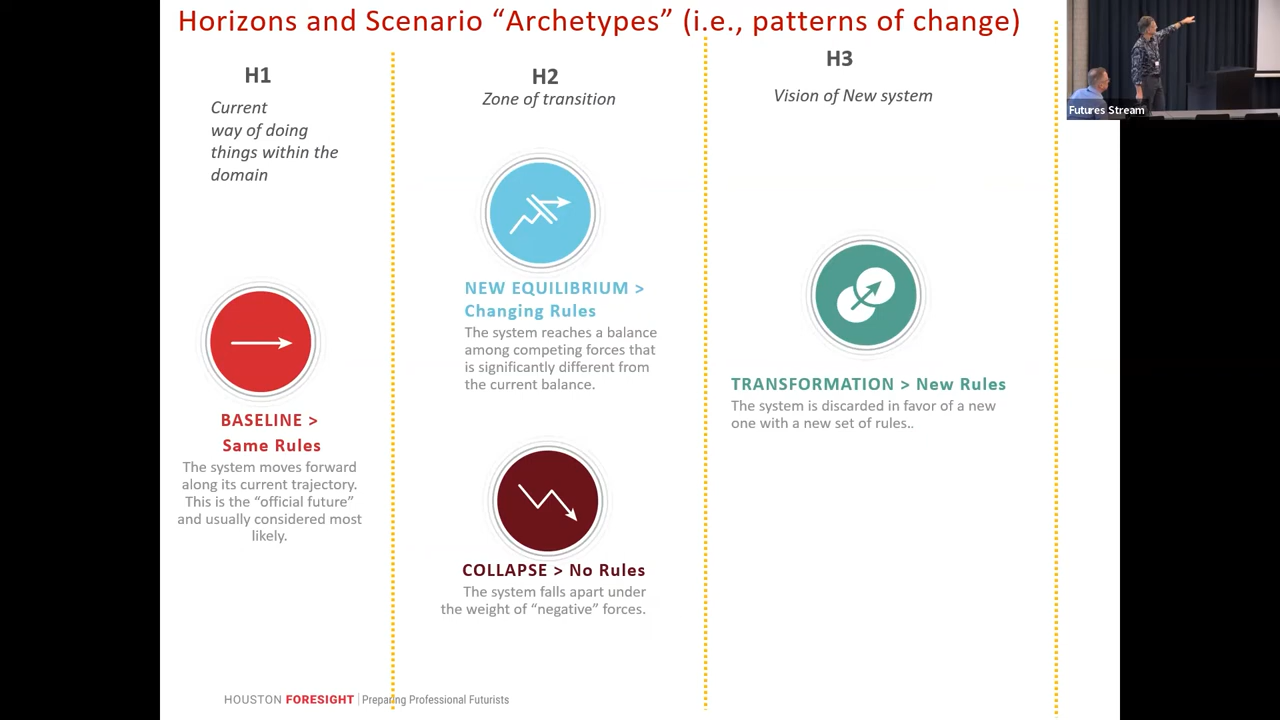 Horizons and Scenario “Archetypes” (i.e., patterns of change)
H1
Current
way of doing
things within the
domain
BASELINE >
Same Rules
The system moves forward
along its current trajectory.
This is the “official future”
and usually considered most
likely.
H2
Zone of transition
NEW EQUILIBRIUM >
Changing Rules
The system reaches a balance
among competing forces that
is significantly different from
the current balance.
COLLAPSE > No Rules
The system falls apart under
the weight of “negative” forces.
H3
Vision of New system
TRANSFORMATION > New Rules
The system is discarded in favor of a new
one with a new set of rules..
HOUSTON FORESIGHT | Preparing Professional Futurists
Futures Stream